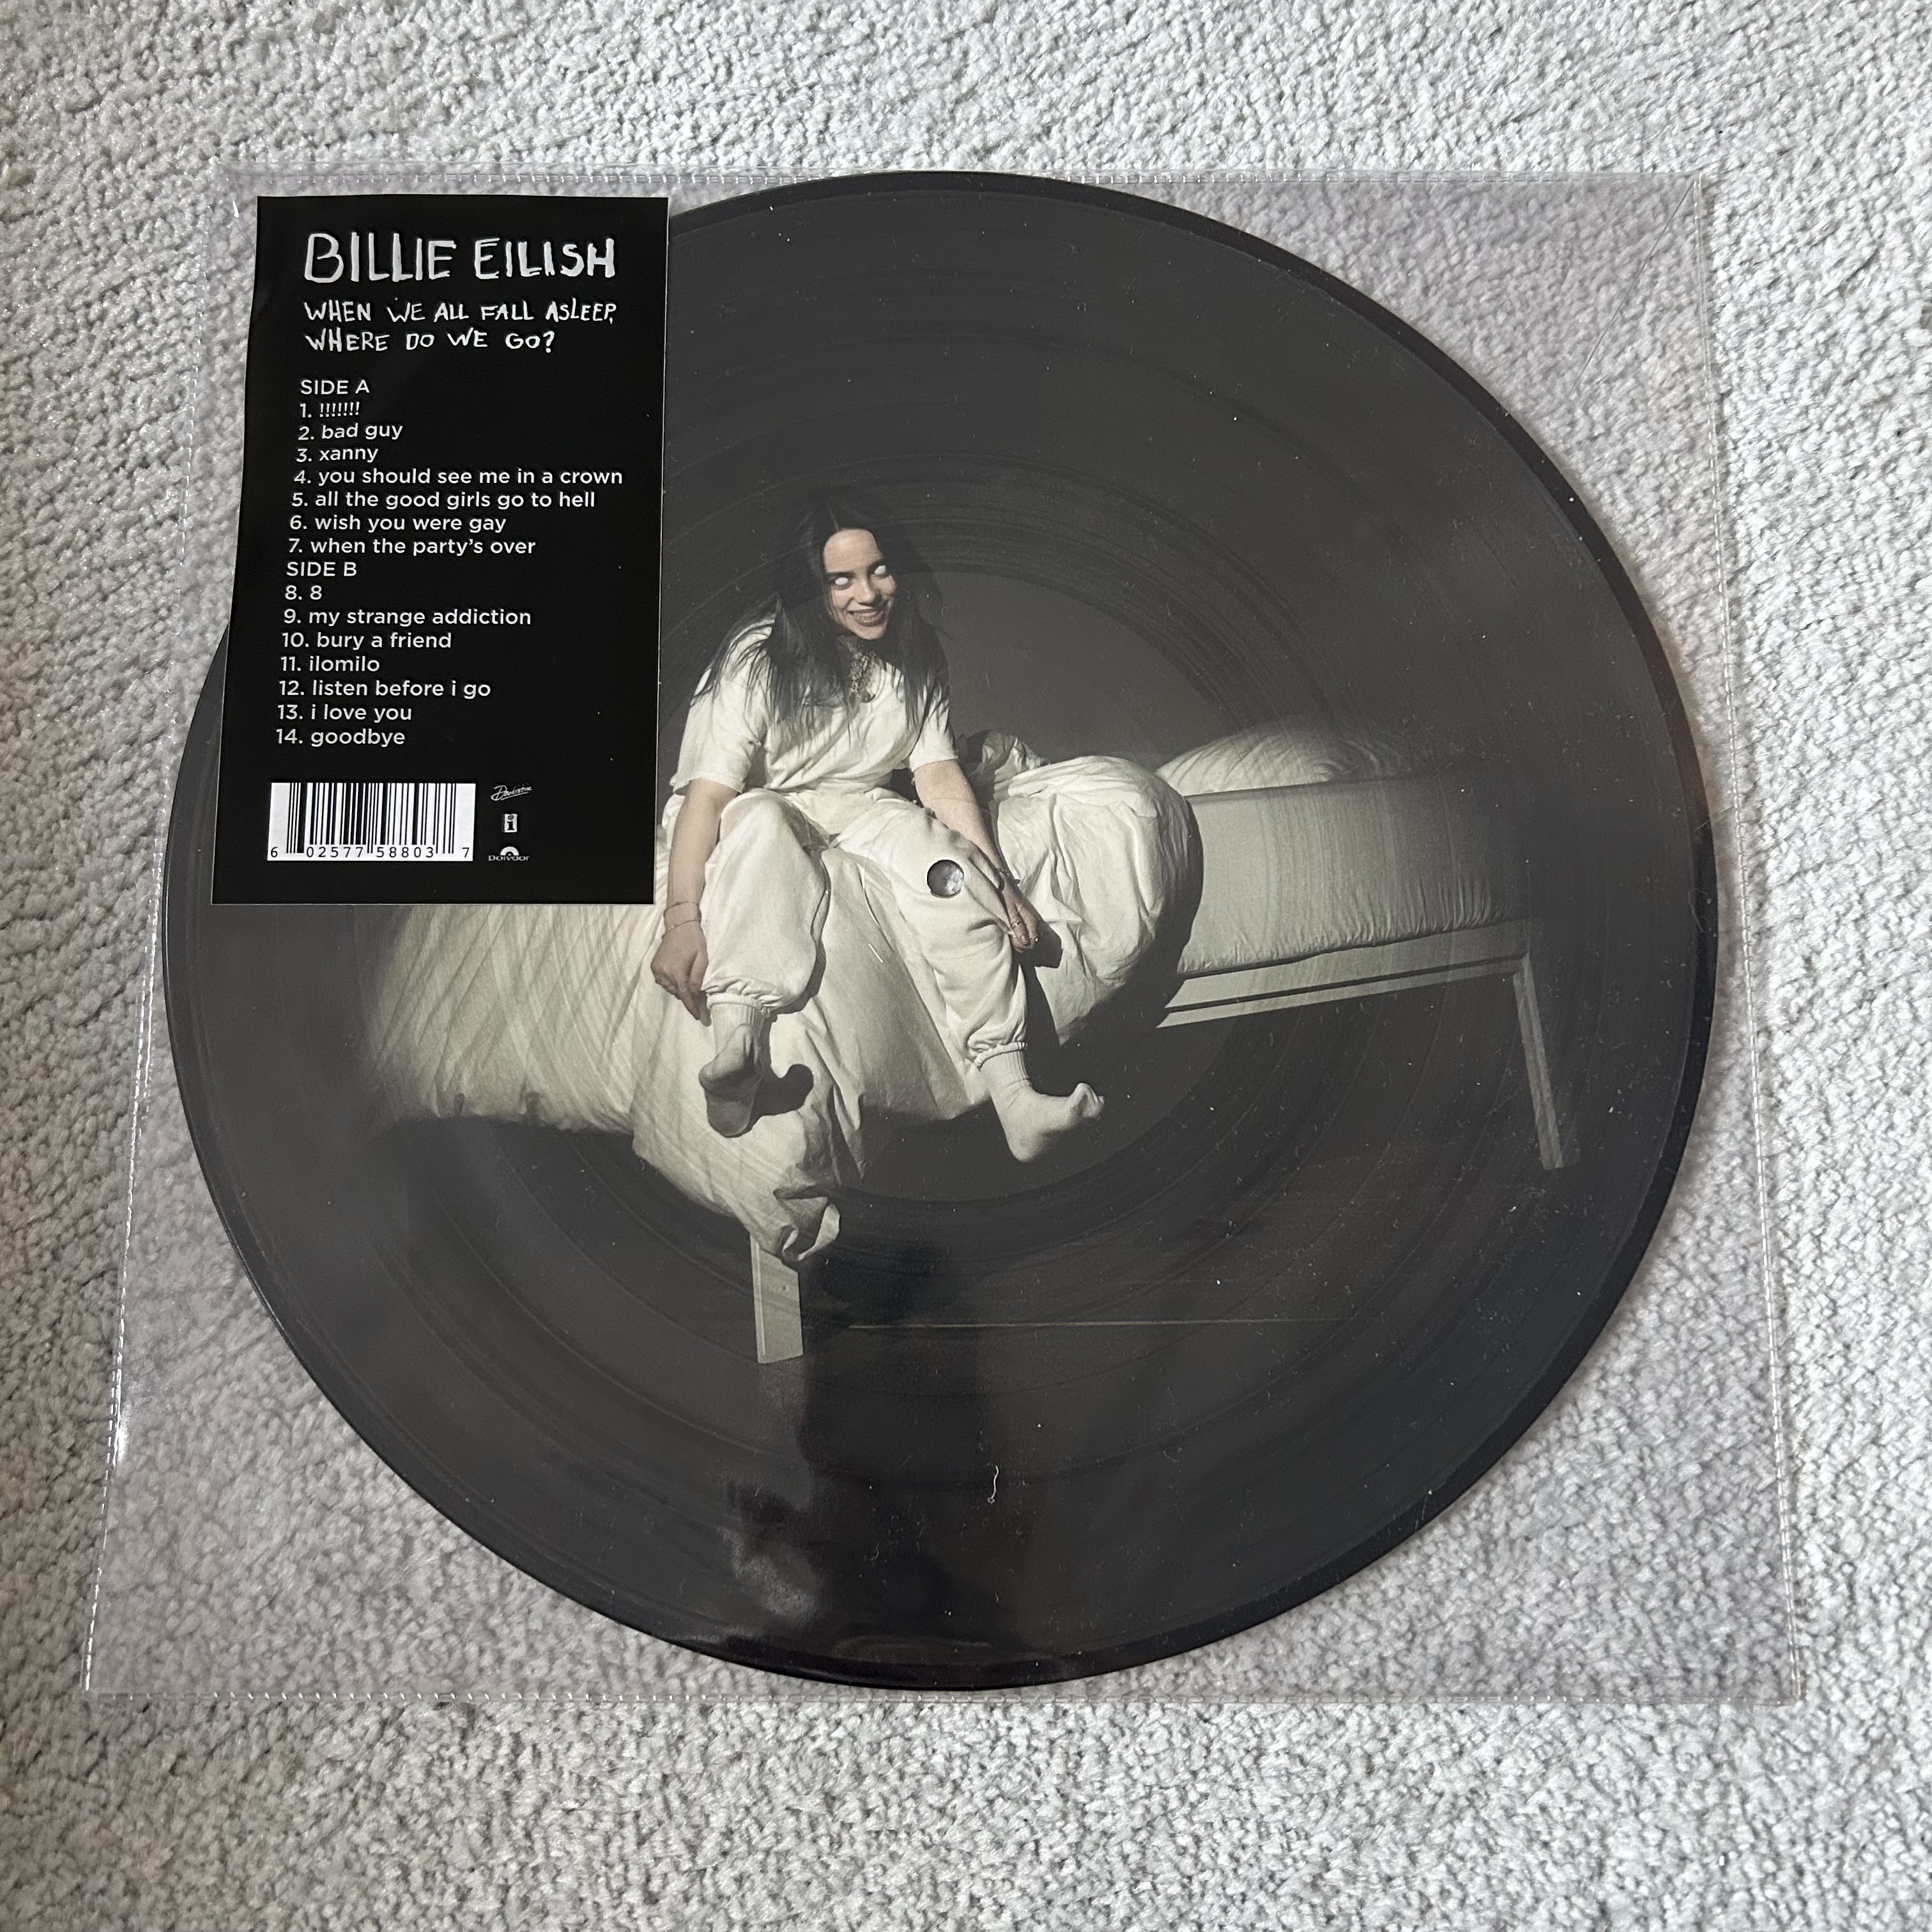 BILLIE EILISH
WHEN WE ALL FALL ASLEEP,
WHERE DO WE GO?
SIDE A
1. !!!!!!!
2. bad guy
3. xanny
4. you should see me in a crown
5. all the good girls go to hell
6. wish you were gay
7. when the party’s over
SIDE B
8. 8
9. my strange addiction
10. bury a friend
11. ilomilo
12. listen before i go
13. i love you
14. goodbye
Darkroom
i
Polydor
6 02577 58803 7